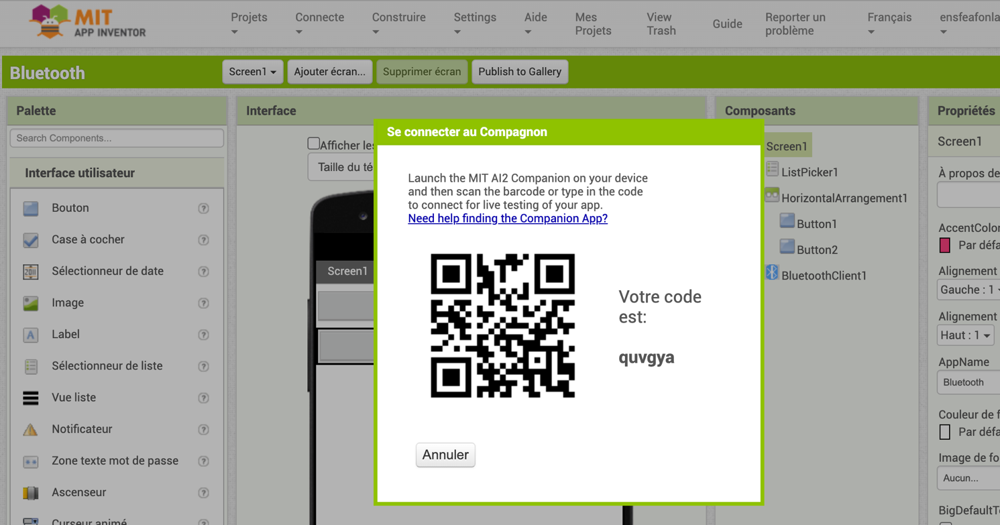 MIT
APP INVENTOR
Projets
Connecte
Construire
Settings
Aide
Mes
Projets
View
Trash
Guide
Reporter un
problème
Français
ensfeafonla
Bluetooth
Screen1
Ajouter écran...
Supprimer écran
Publish to Gallery
Palette
Search Components...
Interface utilisateur
Bouton
Case à cocher
Sélectionneur de date
Image
Label
Sélectionneur de liste
Vue liste
Notificateur
Zone texte mot de passe
Ascenseur
Curseur animé
Interface
Afficher les
Taille du té
Screen1
Se connecter au Compagnon
Launch the MIT AI2 Companion on your device
and then scan the barcode or type in the code
to connect for live testing of your app.
Need help finding the Companion App?
Votre code
est:
quvgya
Annuler
Composants
Screen1
ListPicker1
HorizontalArrangement1
Button1
Button2
BluetoothClient1
Propriétés
Screen1
À propos de
AccentColor
Par défa
Alignement
Gauche : 1
Alignement
Haut : 1
AppName
Bluetooth
Couleur de f
Par défa
Image de fo
Aucun...
BigDefaultTe